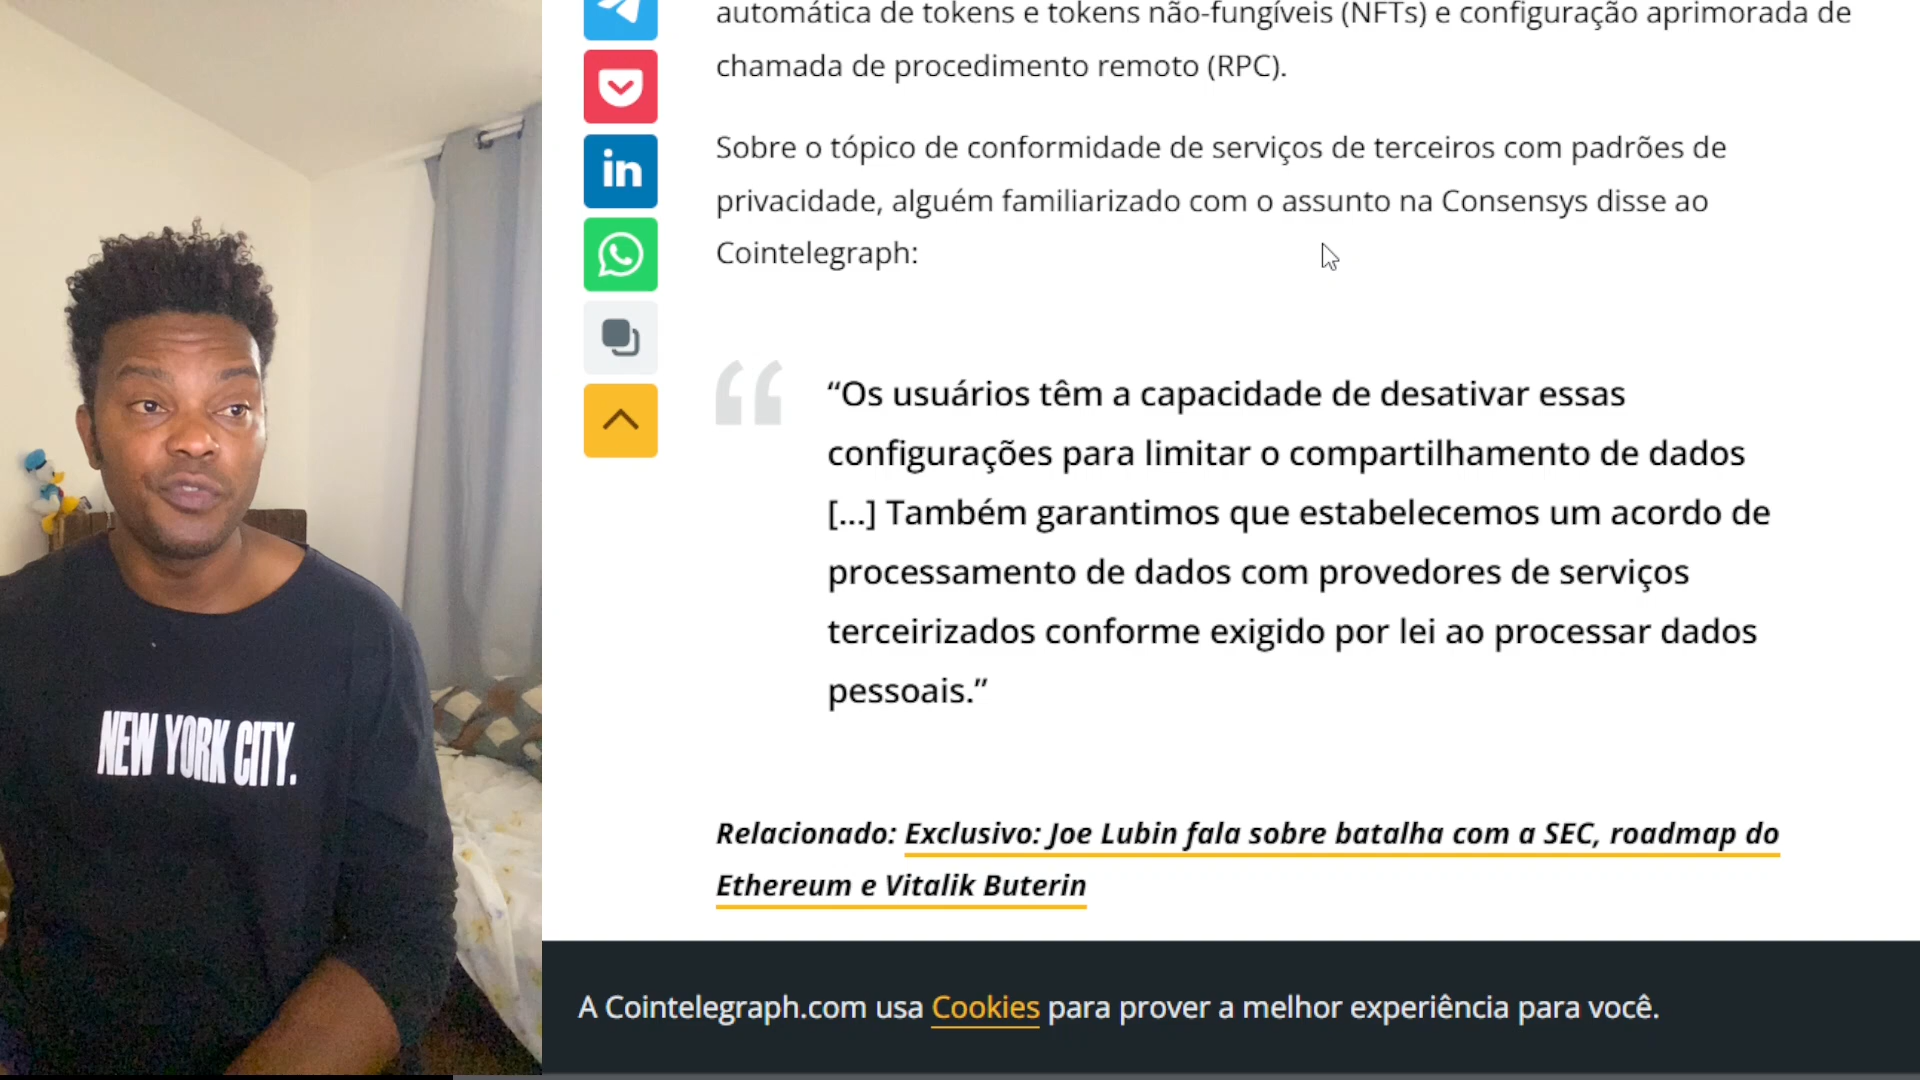 automática de tokens e tokens não-fungíveis (NFTs) e configuração aprimorada de
chamada de procedimento remoto (RPC).
Sobre o tópico de conformidade de serviços de terceiros com padrões de
privacidade, alguém familiarizado com o assunto na Consensys disse ao
Cointelegraph:
“Os usuários têm a capacidade de desativar essas
configurações para limitar o compartilhamento de dados
[...] Também garantimos que estabelecemos um acordo de
processamento de dados com provedores de serviços
terceirizados conforme exigido por lei ao processar dados
pessoais.”
Relacionado: Exclusivo: Joe Lubin fala sobre batalha com a SEC, roadmap do
Ethereum e Vitalik Buterin
A Cointelegraph.com usa Cookies para prover a melhor experiência para você.
in
NEW YORK CITY.